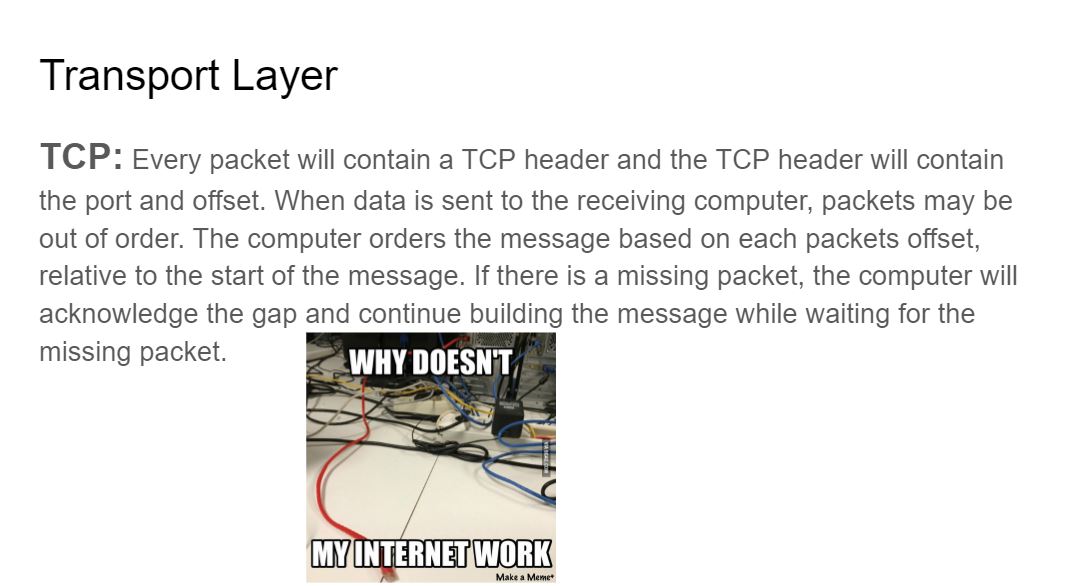 Transport Layer
TCP: Every packet will contain a TCP header and the TCP header will contain
the port and offset. When data is sent to the receiving computer, packets may be
out of order. The computer orders the message based on each packets offset,
relative to the start of the message. If there is a missing packet, the computer will
acknowledge the gap and continue building the message while waiting for the
missing packet.
WHY DOESN'T
MY INTERNET WORK
Make a Meme*